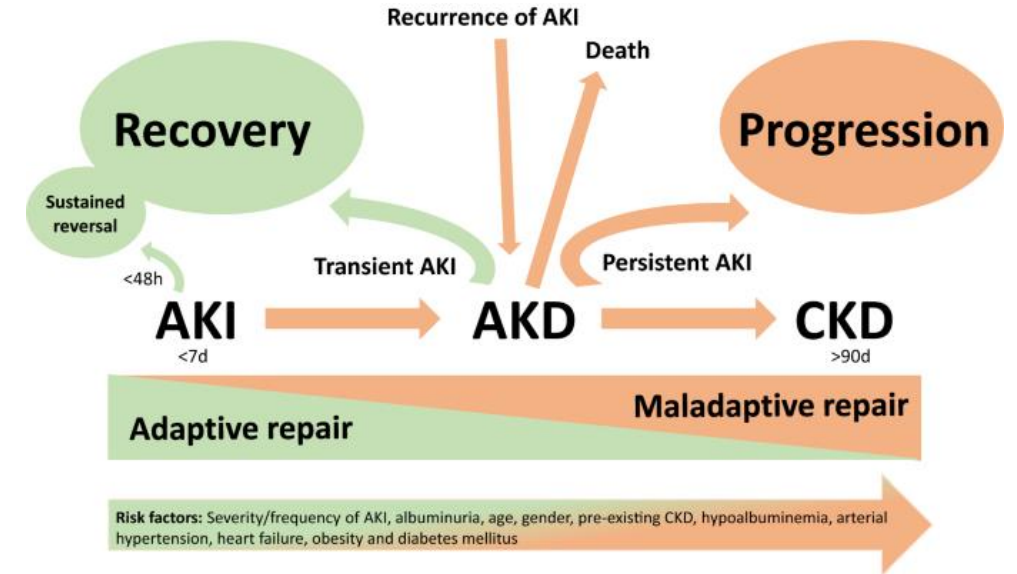 Recurrence of AKI
Death
Recovery
Progression
Sustained
reversal
<48h
Transient AKI
Persistent AKI
AKI
<7d
AKD
CKD
>90d
Adaptive repair
Maladaptive repair
Risk factors: Severity/frequency of AKI, albuminuria, age, gender, pre-existing CKD, hypoalbuminemia, arterial
hypertension, heart failure, obesity and diabetes mellitus